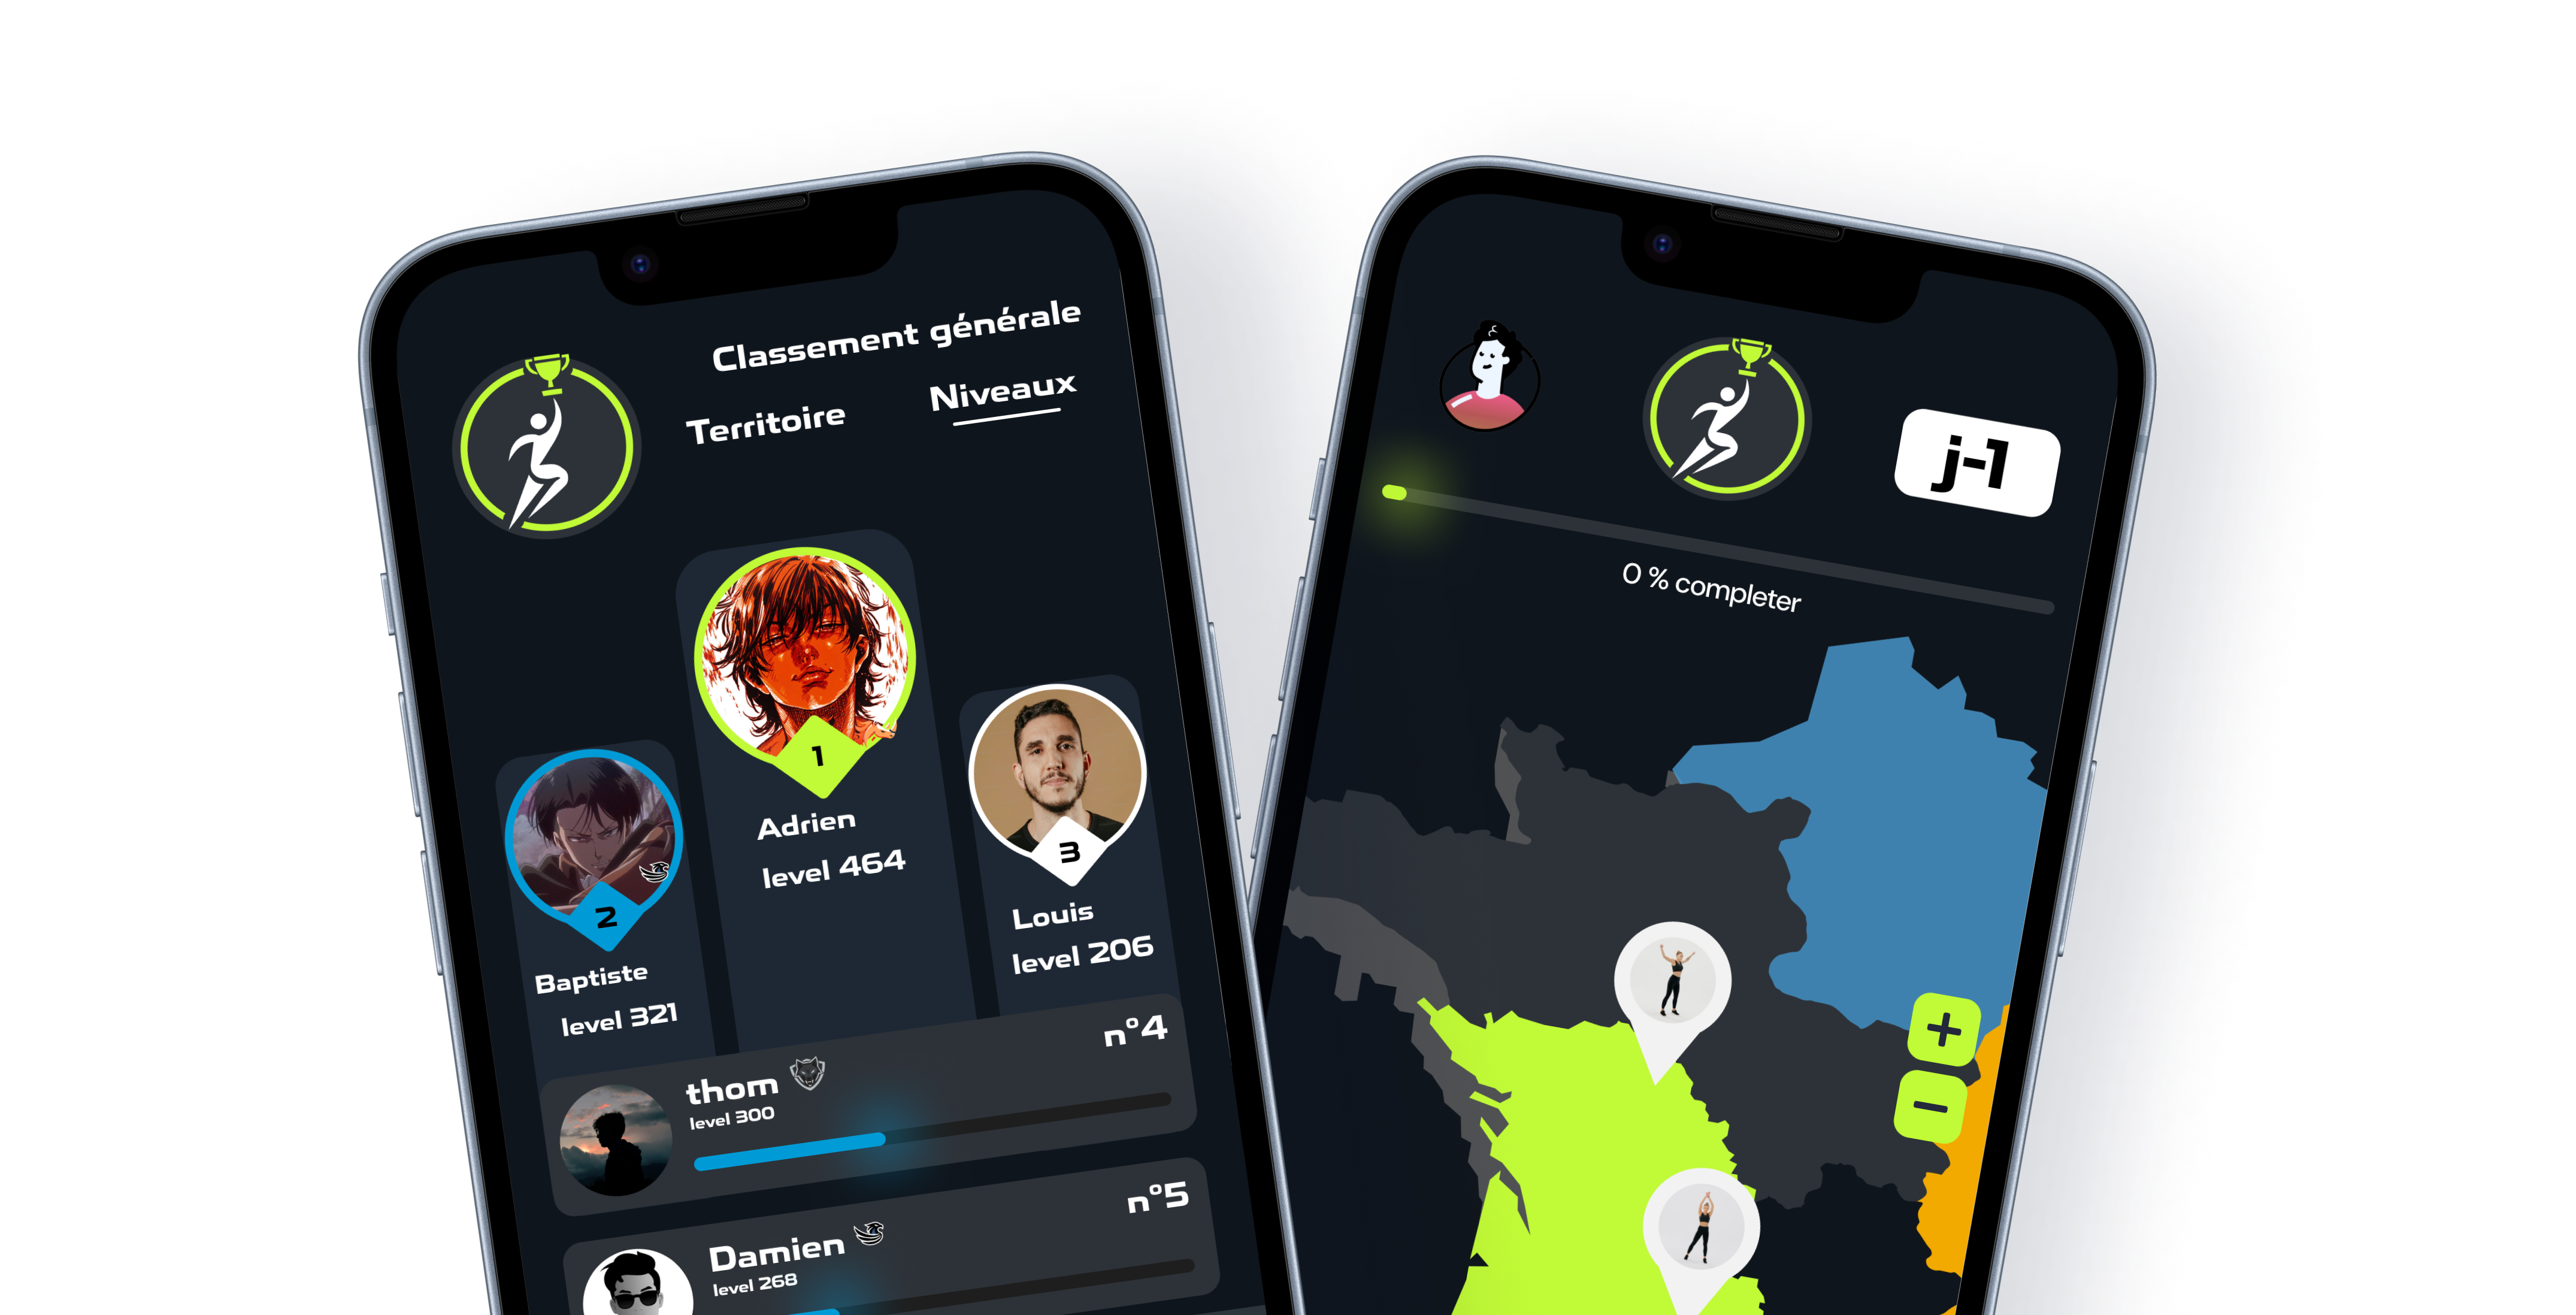 Classement générale
Territoire
Niveaux
1
Adrien
level 464
2
Baptiste
level 321
3
Louis
level 206
thom
level 300
n°4
Damien
level 268
n°5
j-1
0 % completer
+
−